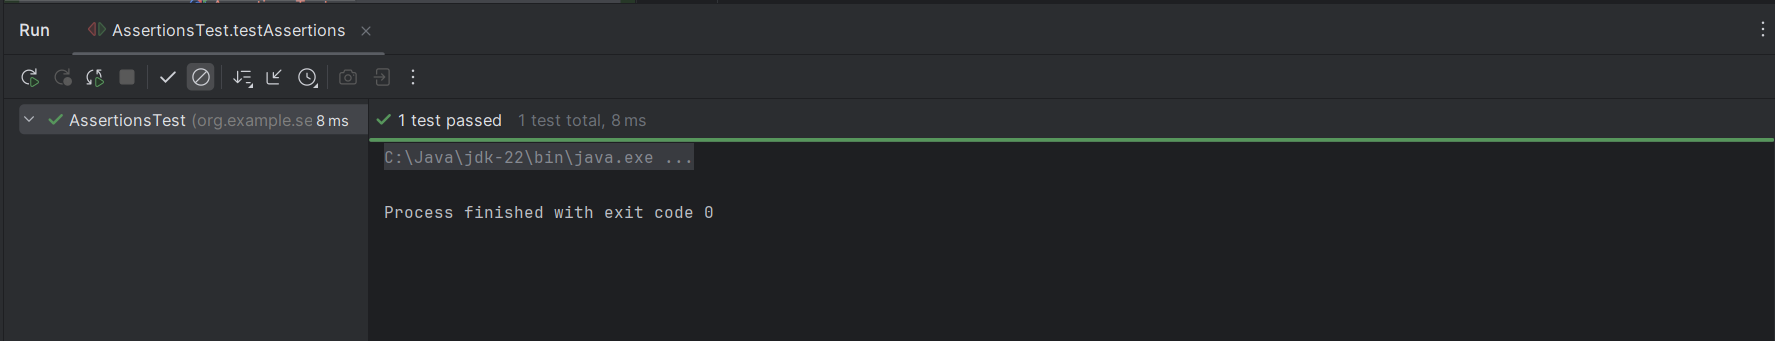 Run AssertionsTest.testAssertions
AssertionsTest (org.example.se 8 ms
1 test passed 1 test total, 8 ms
C:\Java\jdk-22\bin\java.exe ...
Process finished with exit code 0